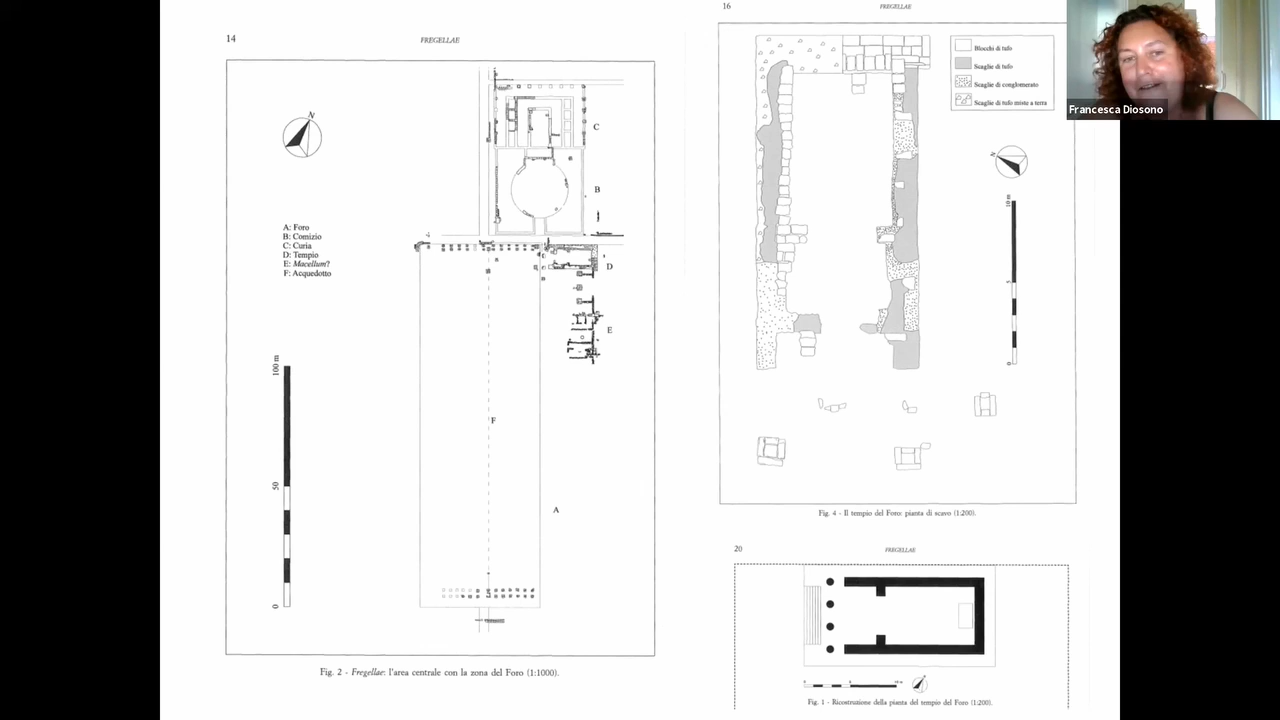 14
FREGELLAE
N
C
B
A: Foro
B: Comizio
C: Curia
D: Tempio
E: Macellum?
F: Acquedotto
D
E
F
A
100 m
50
0
Fig. 2 - Fregellae: l'area centrale con la zona del Foro (1:1000).
16
FREGELLAE
Blocchi di tufo
Scaglie di tufo
Scaglie di conglomerato
Scaglie di tufo miste a terra
N
10 m
5
0
Fig. 4 - Il tempio del Foro: pianta di scavo (1:200).
20
FREGELLAE
Fig. 1 - Ricostruzione della pianta del tempio del Foro (1:200).
Francesca Diosono